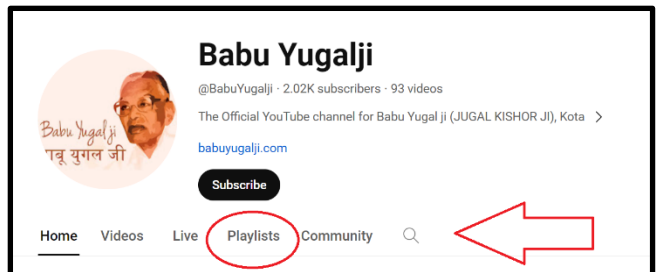 Babu Yugalji
@BabuYugalji · 2.02K subscribers · 93 videos
The Official YouTube channel for Babu Yugal ji (JUGAL KISHOR JI), Kota
babuyugalji.com
Subscribe
Babu Yugal ji
बाबू युगल जी
Home Videos Live Playlists Community